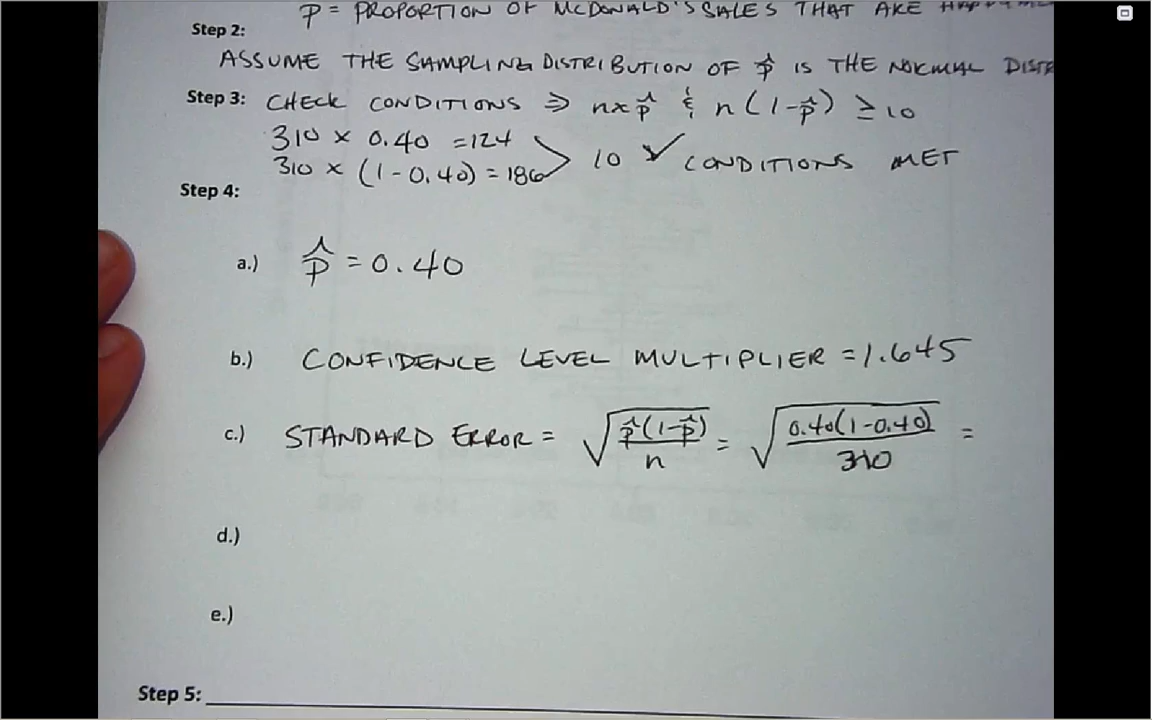 p = PROPORTION OF MCDONALD'S SALES THAT ARE
Step 2:
ASSUME THE SAMPLING DISTRIBUTION OF p̂ IS THE NORMAL DISTR
Step 3: CHECK CONDITIONS ⇒ n×p̂ & n(1-p̂) ≥10
310 × 0.40 = 124
310 × (1-0.40) = 186 > 10 ✓ CONDITIONS MET
Step 4:
a.) p̂ = 0.40
b.) CONFIDENCE LEVEL MULTIPLIER = 1.645
c.) STANDARD ERROR = √(p̂(1-p̂)/n) = √(0.40(1-0.40)/310) =
d.)
e.)
Step 5: